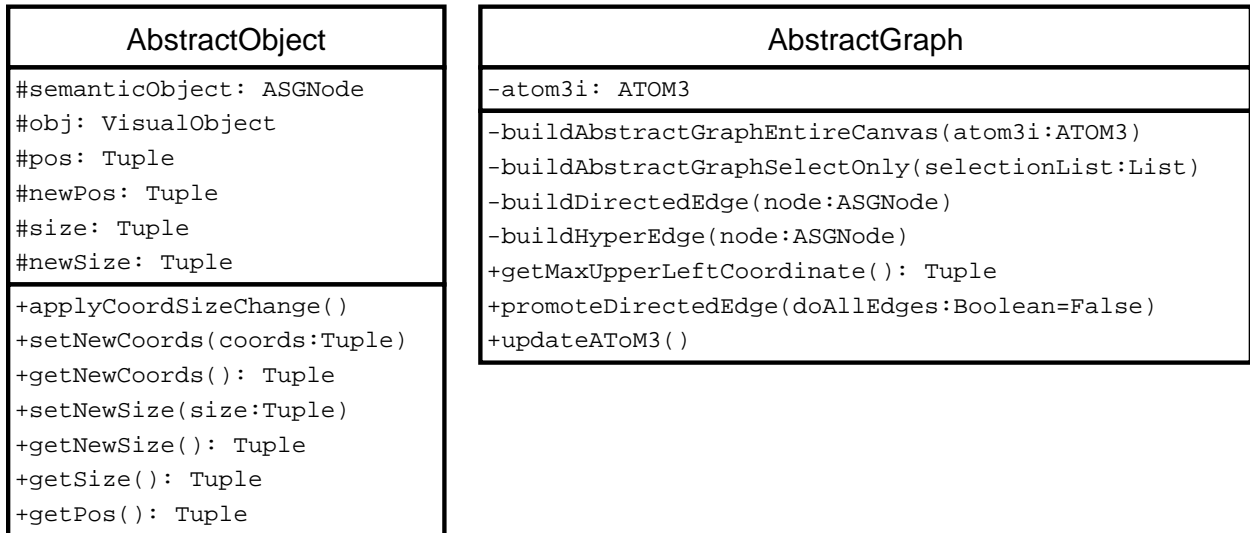 AbstractObject
#semanticObject: ASGNode
#obj: VisualObject
#pos: Tuple
#newPos: Tuple
#size: Tuple
#newSize: Tuple
+applyCoordSizeChange()
+setNewCoords(coords:Tuple)
+getNewCoords(): Tuple
+setNewSize(size:Tuple)
+getNewSize(): Tuple
+getSize(): Tuple
+getPos(): Tuple
AbstractGraph
-atom3i: ATOM3
-buildAbstractGraphEntireCanvas(atom3i:ATOM3)
-buildAbstractGraphSelectOnly(selectionList:List)
-buildDirectedEdge(node:ASGNode)
-buildHyperEdge(node:ASGNode)
+getMaxUpperLeftCoordinate(): Tuple
+promoteDirectedEdge(doAllEdges:Boolean=False)
+updateAToM3()